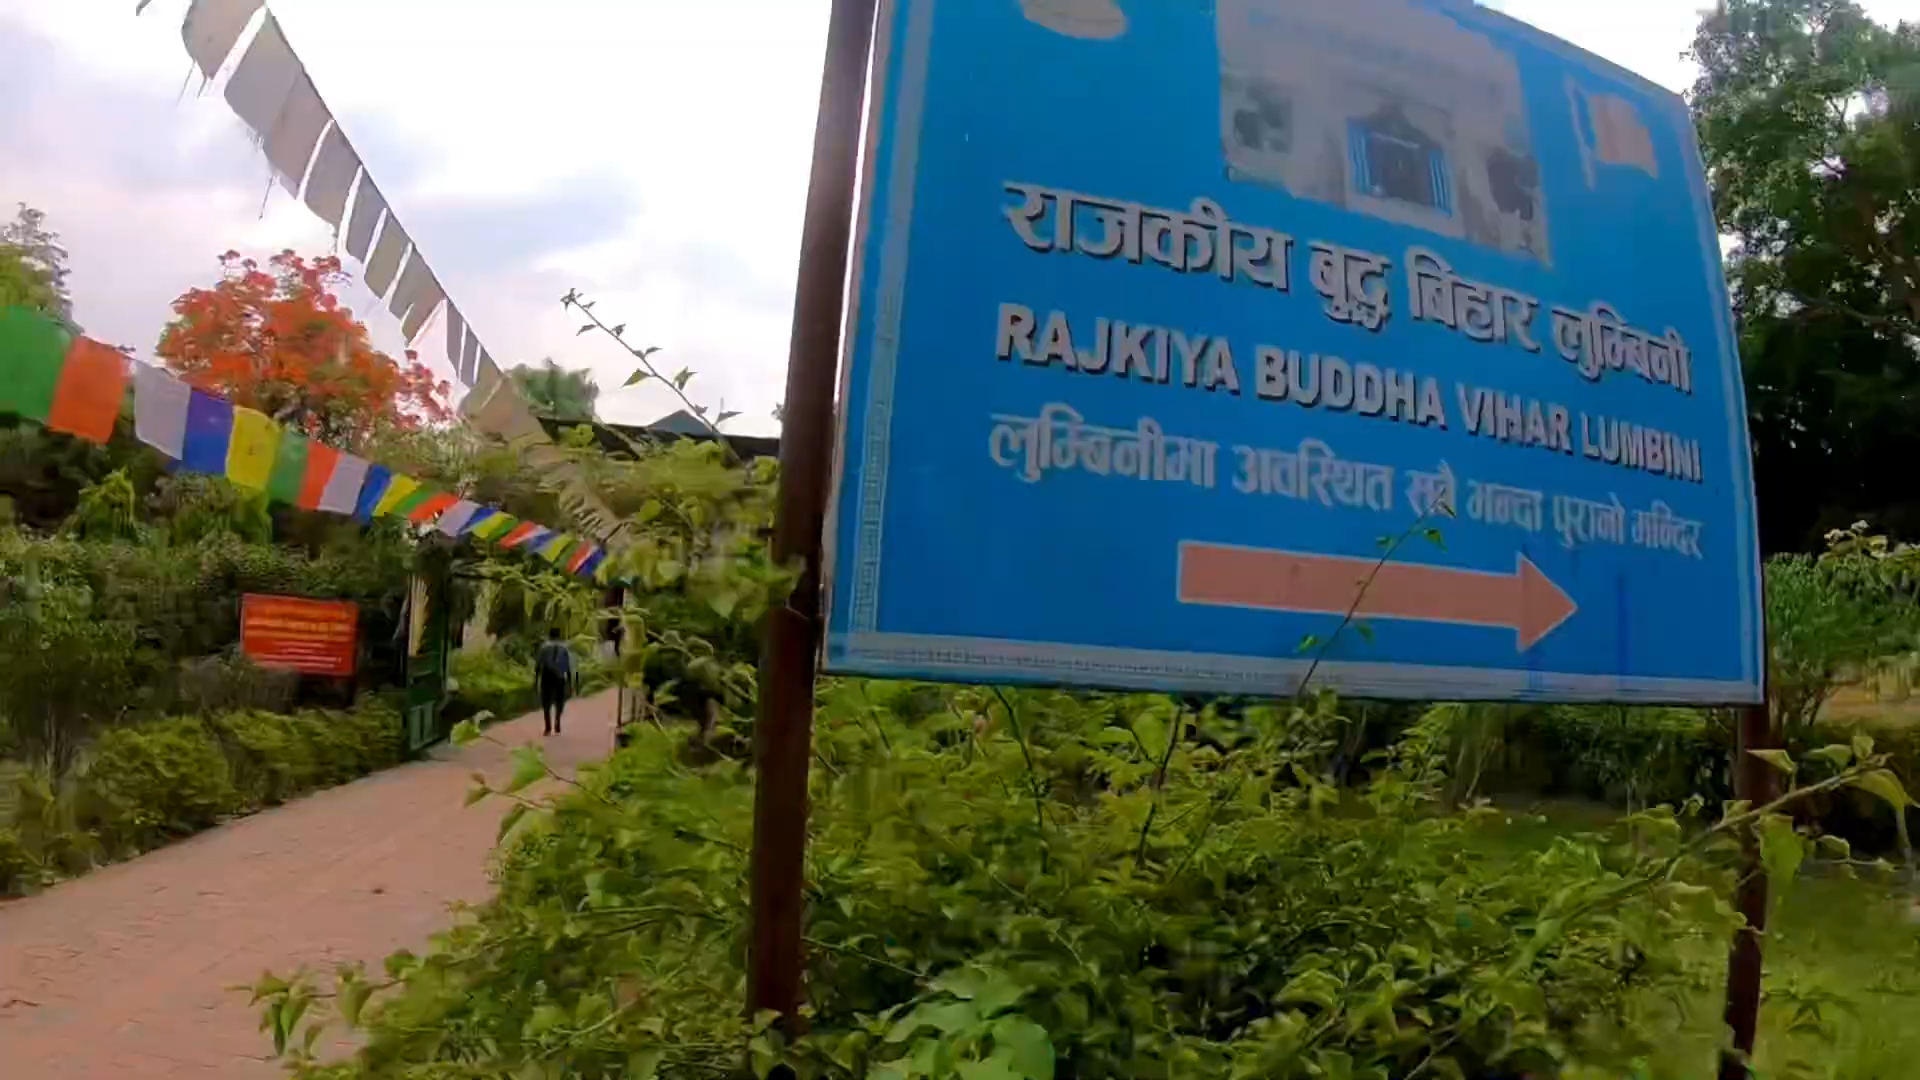 राजकीय बुद्ध बिहार लुम्बिनी
RAJKIYA BUDDHA VIHAR LUMBINI
लुम्बिनीमा अवस्थित सबै भन्दा पुरानो मन्दिर